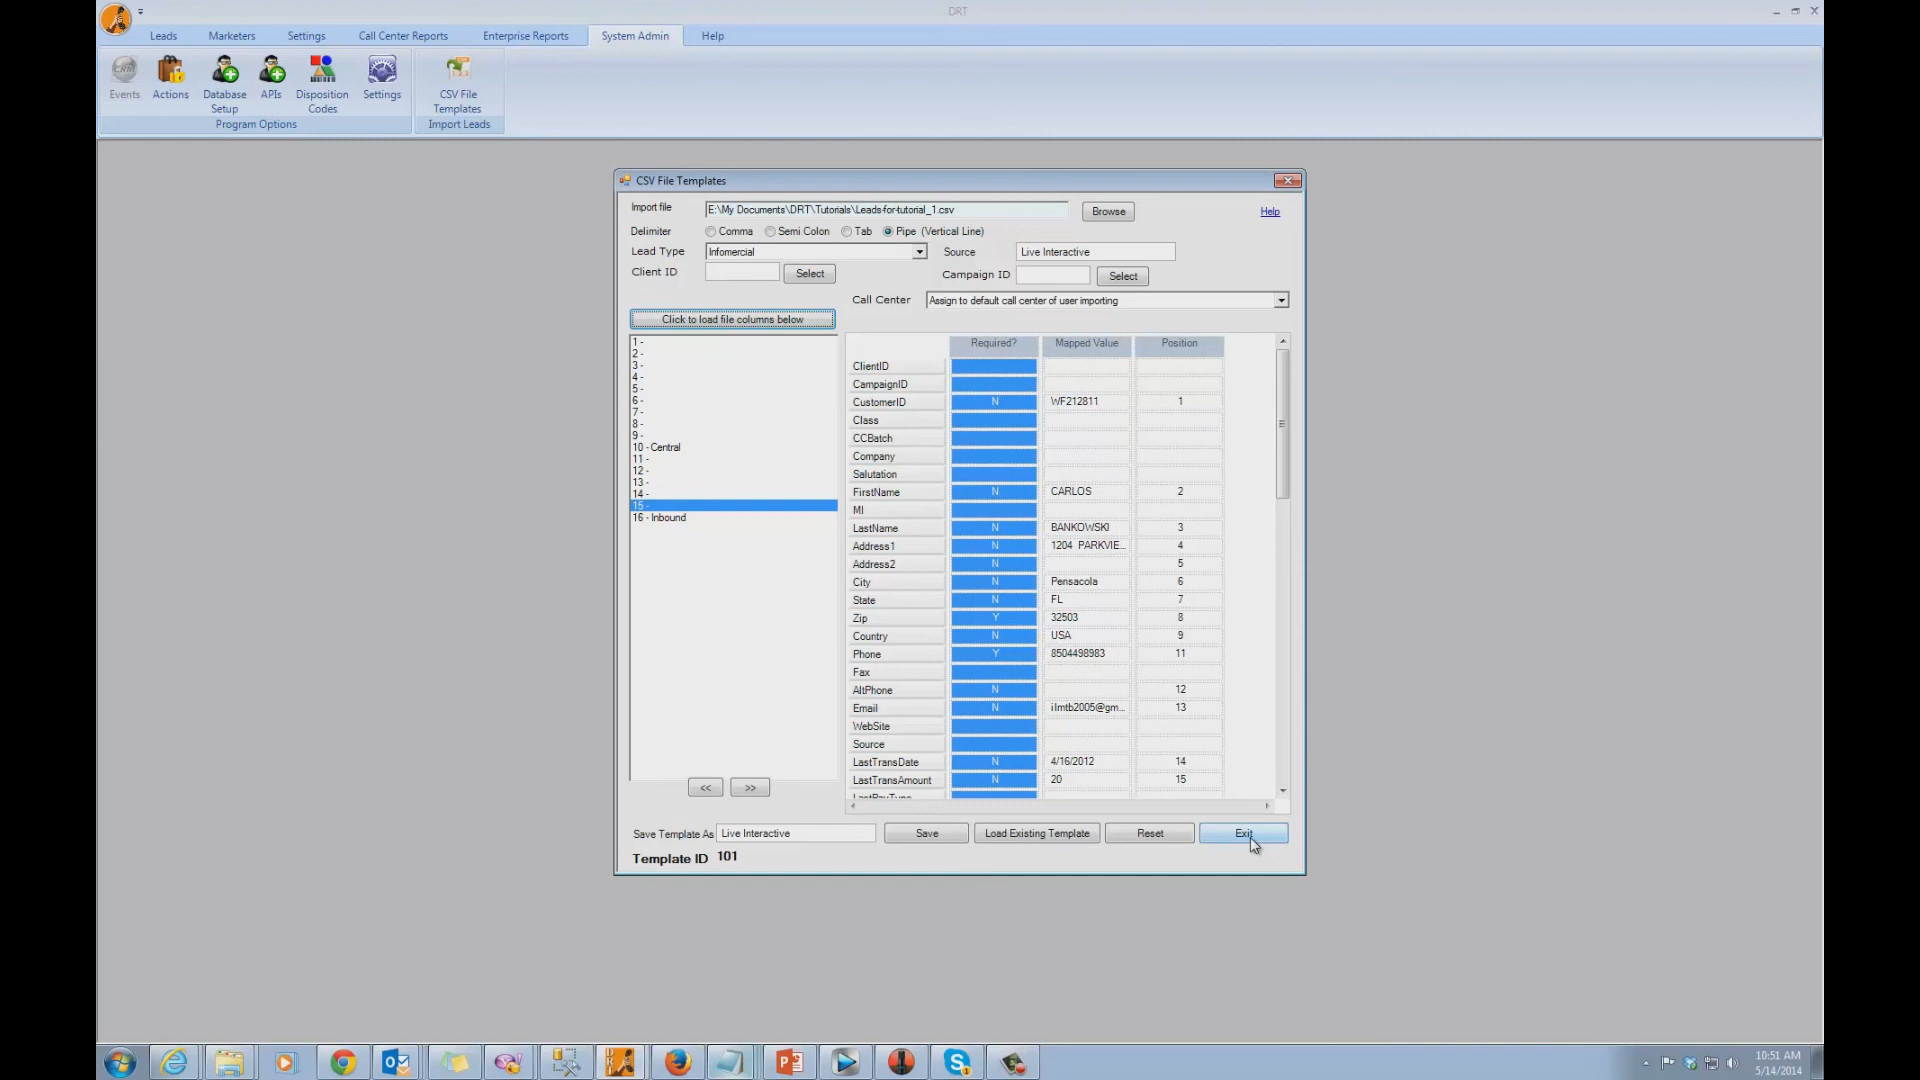 DRT
Leads Marketers Settings Call Center Reports Enterprise Reports System Admin Help
CRM
Events Actions Database Setup APIs Disposition Codes Settings CSV File Templates
Program Options Import Leads
CSV File Templates
Import file E:\My Documents\DRT\Tutorials\Leads-for-tutorial_1.csv Browse Help
Delimiter Comma Semi Colon Tab Pipe (Vertical Line)
Lead Type Infomercial Source Live Interactive
Client ID Select Campaign ID Select
Call Center Assign to default call center of user importing
Click to load file columns below
1 -
2 -
3 -
4 -
5 -
6 -
7 -
8 -
9 -
10 - Central
11 -
12 -
13 -
14 -
15 -
16 - Inbound
<< >>
Required? Mapped Value Position
ClientID
CampaignID
CustomerID N WF212811 1
Class
CCBatch
Company
Salutation
FirstName N CARLOS 2
MI
LastName N BANKOWSKI 3
Address1 N 1204 PARKVIE... 4
Address2 N 5
City N Pensacola 6
State N FL 7
Zip Y 32503 8
Country N USA 9
Phone Y 8504498983 11
Fax
AltPhone N 12
Email N ilmtb2005@gm... 13
WebSite
Source
LastTransDate N 4/16/2012 14
LastTransAmount N 20 15
LastPayType
Save Template As Live Interactive Save Load Existing Template Reset Exit
Template ID 101
10:51 AM
5/14/2014